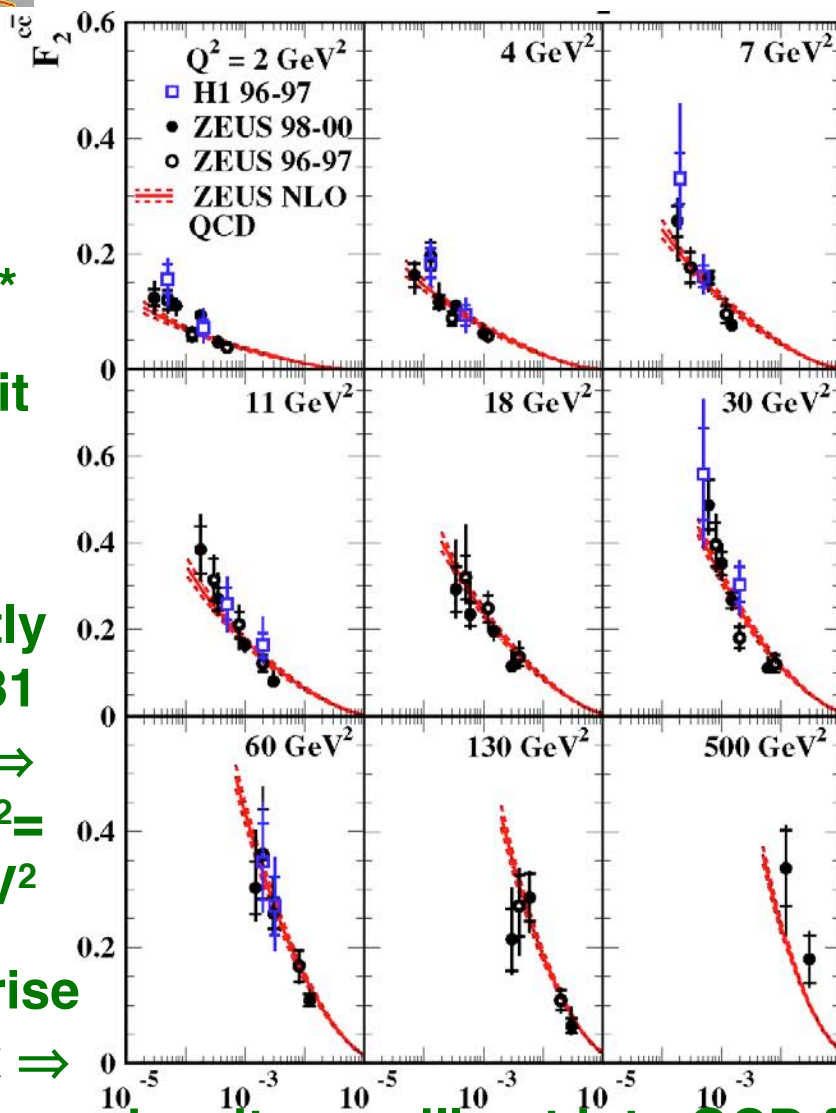 F₂^cc̄
0.6
0.4
0.2
0
Q² = 2 GeV²
H1 96-97
ZEUS 98-00
ZEUS 96-97
ZEUS NLO
QCD
4 GeV²
7 GeV²
*
it
11 GeV²
18 GeV²
30 GeV²
0.6
0.4
0.2
0
tly
31
⇒
²=
V²
rise
⇒
60 GeV²
130 GeV²
500 GeV²
0.4
0.2
0
10⁻⁵ 10⁻³ 10⁻⁵ 10⁻³ 10⁻⁵ 10⁻³